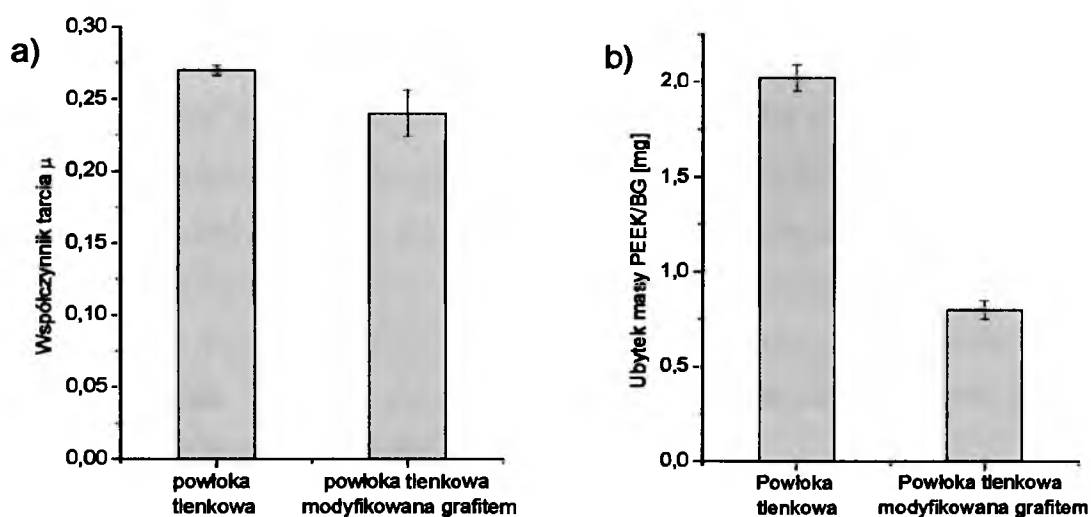 a)
Współczynnik tarcia μ
0,30
0,25
0,20
0,15
0,10
0,05
0,00
powłoka
tlenkowa
powłoka tlenkowa
modyfikowana grafitem
b)
Ubytek masy PEEK/BG [mg]
2,0
1,5
1,0
0,5
0,0
Powłoka
tlenkowa
Powłoka tlenkowa
modyfikowana grafitem